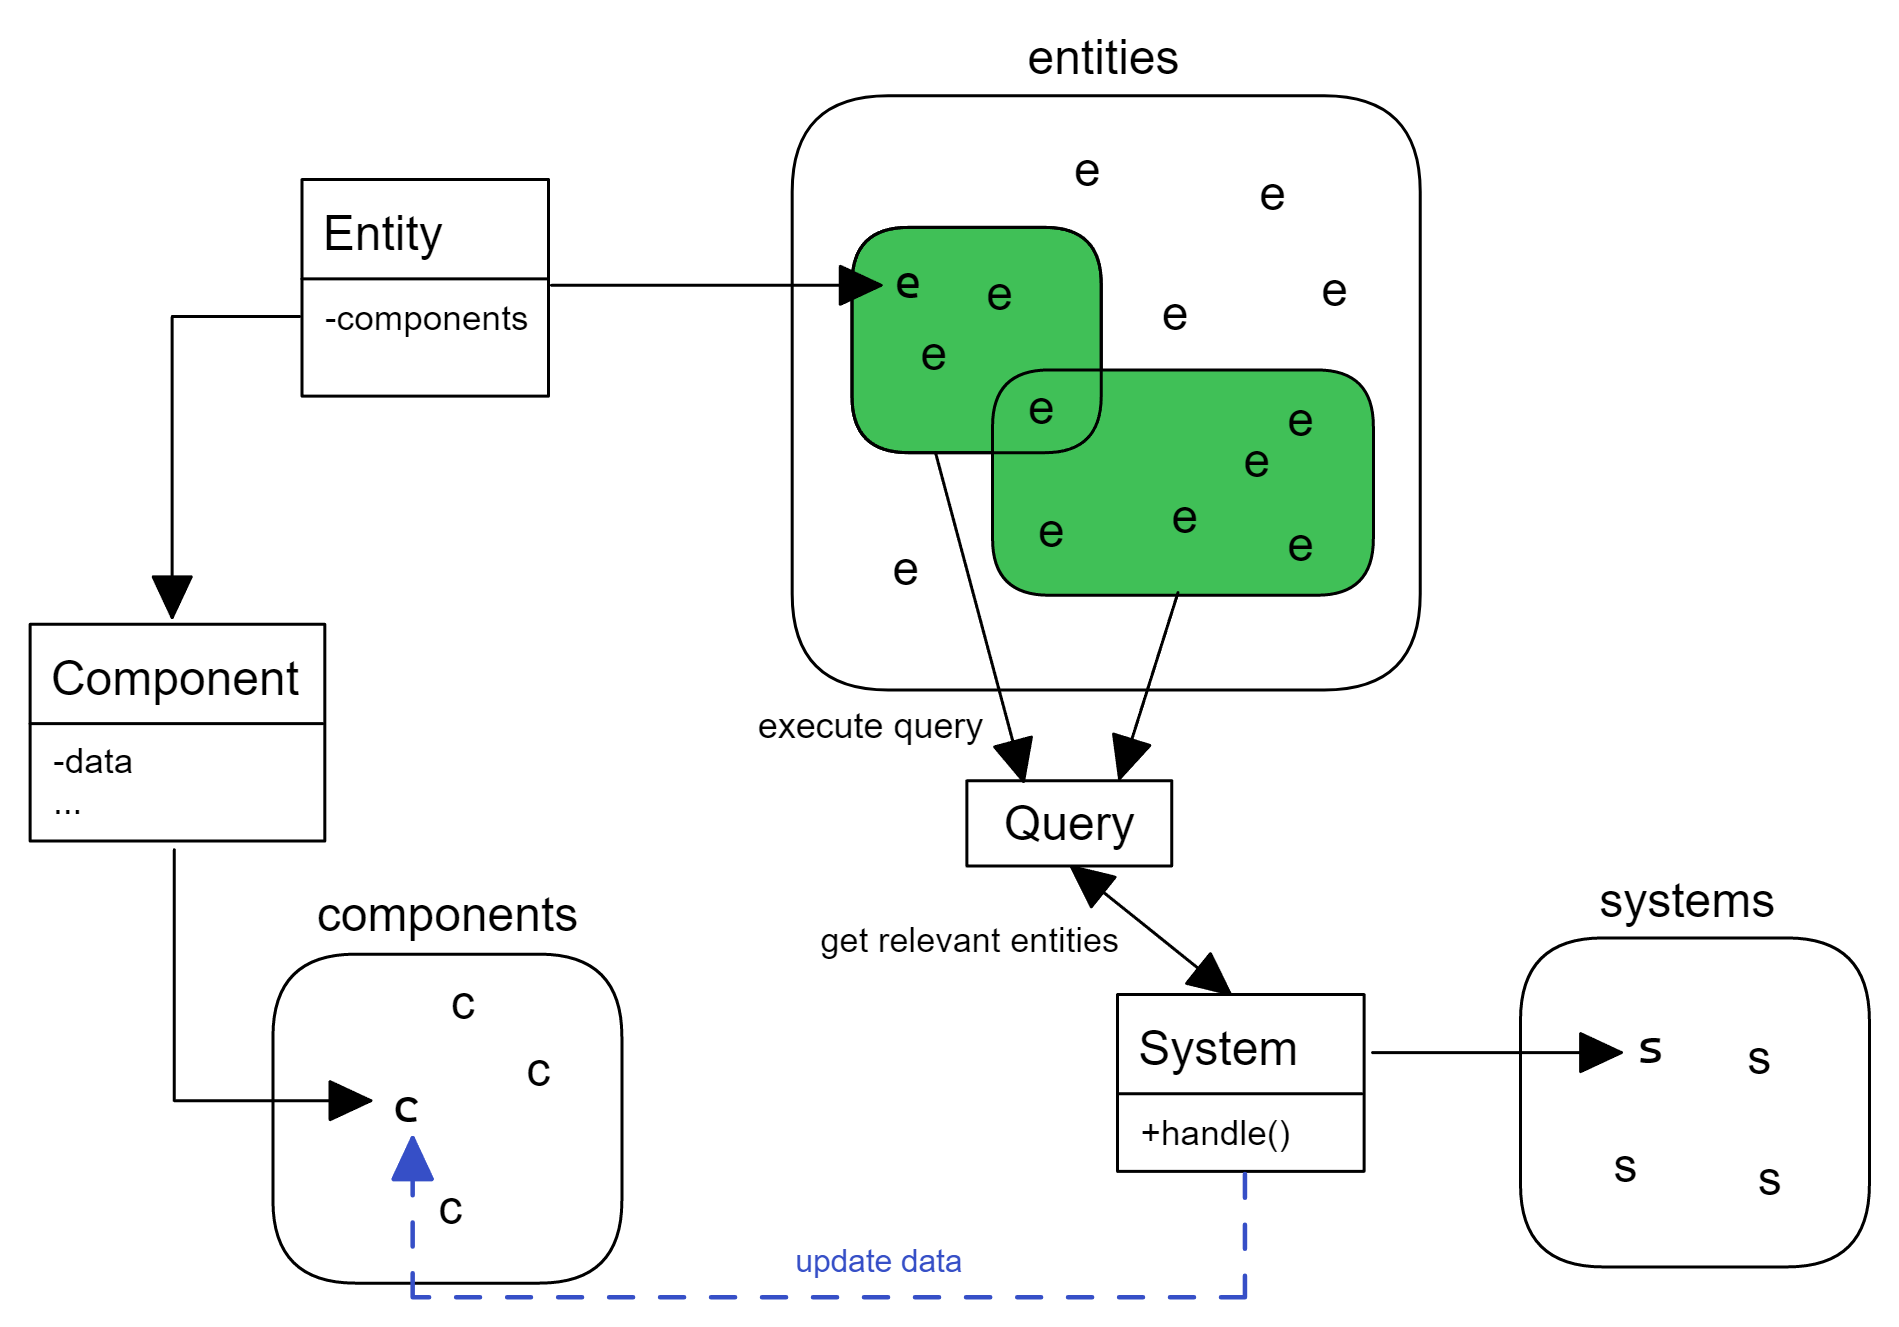 entities
e
e
Entity
e
e
e
e
-components
e
e
e
e
e
e
e
e
e
Component
execute query
-data
...
Query
components
systems
get relevant entities
c
System
s
s
c
c
+handle()
s
s
c
update data